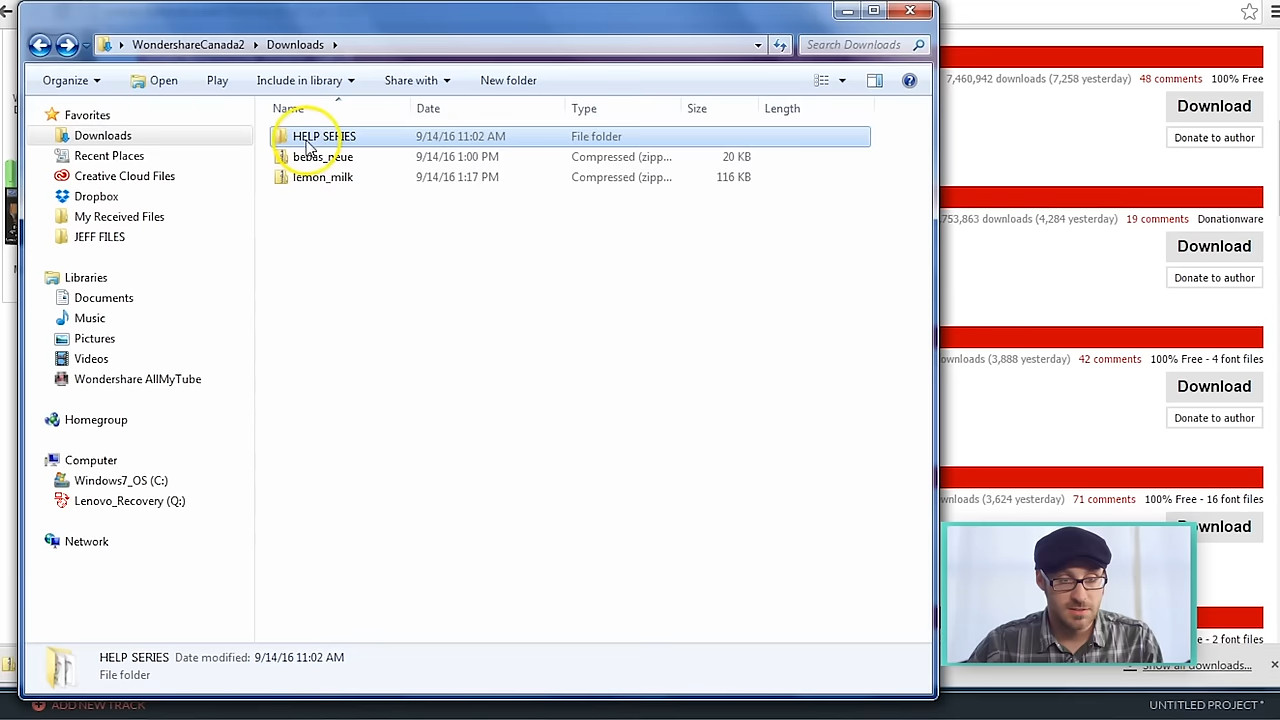 WondershareCanada2 Downloads
Search Downloads
Organize Open Play Include in library Share with New folder
Name Date Type Size Length
HELP SERIES 9/14/16 11:02 AM File folder
bebas_neue 9/14/16 1:00 PM Compressed (zipp... 20 KB
lemon_milk 9/14/16 1:17 PM Compressed (zipp... 116 KB
Favorites
Downloads
Recent Places
Creative Cloud Files
Dropbox
My Received Files
JEFF FILES
Libraries
Documents
Music
Pictures
Videos
Wondershare AllMyTube
Homegroup
Computer
Windows7_OS (C:)
Lenovo_Recovery (Q:)
Network
HELP SERIES Date modified: 9/14/16 11:02 AM
File folder
7,460,942 downloads (7,258 yesterday) 48 comments 100% Free
Download
Donate to author
753,863 downloads (4,284 yesterday) 19 comments Donationware
Download
Donate to author
ownloads (3,888 yesterday) 42 comments 100% Free - 4 font files
Download
Donate to author
wnloads (3,624 yesterday) 71 comments 100% Free - 16 font files
ownload
e - 2 font files
Show all downloads...
ADD NEW TRACK
UNTITLED PROJECT *